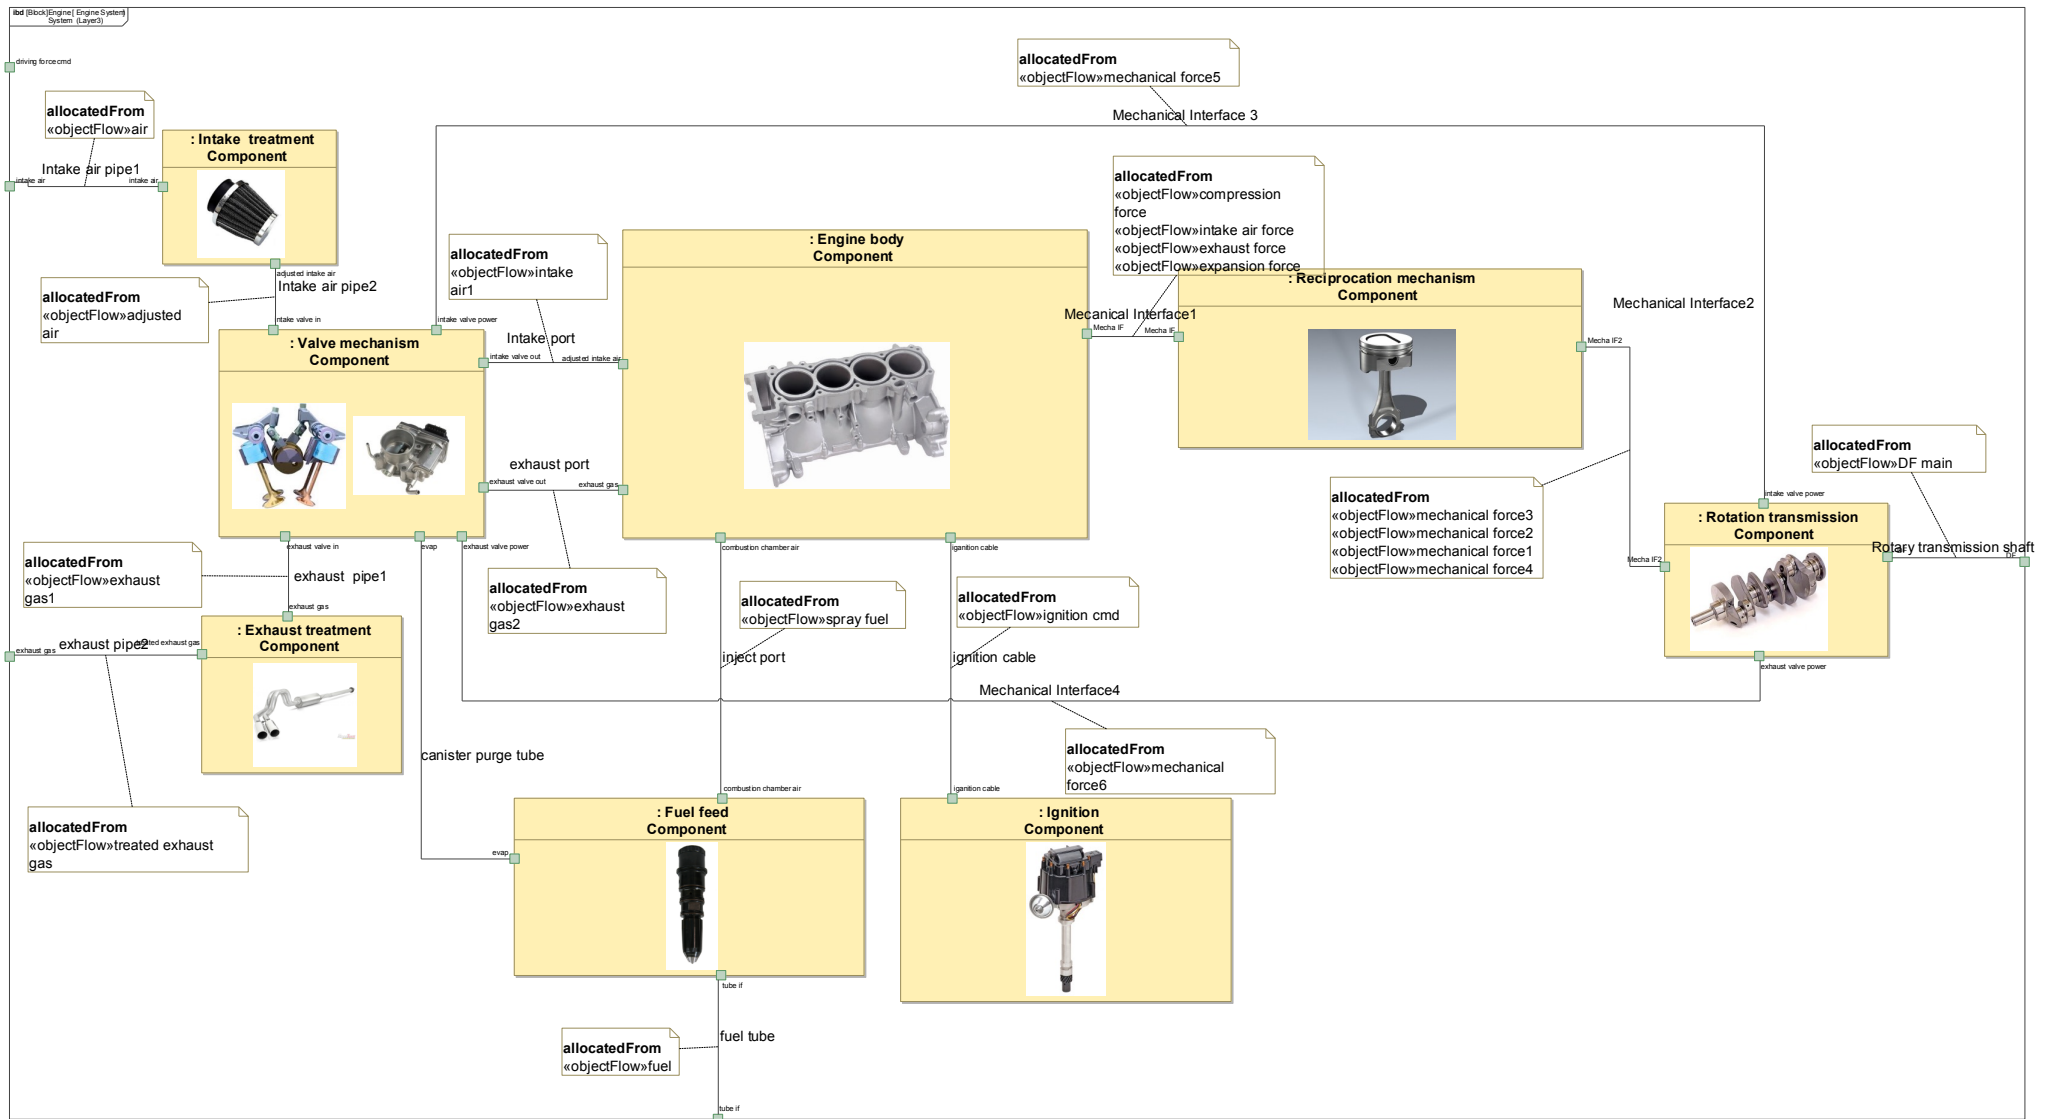 ibd [Block]Engine[ Engine System]
System (Layer3)
driving forcecmd
allocatedFrom
«objectFlow»mechanical force5
Mechanical Interface 3
allocatedFrom
«objectFlow»air
Intake air pipe1
intake air
intake air
: Intake  treatment
Component
adjusted intake air
Intake air pipe2
allocatedFrom
«objectFlow»adjusted
air
intake valve power
allocatedFrom
«objectFlow»intake
air1
Intake port
intake valve out
adjusted intake air
: Engine body
Component
allocatedFrom
«objectFlow»compression
force
«objectFlow»intake air force
«objectFlow»exhaust force
«objectFlow»expansion force
Mecanical Interface1
Mecha IF
Mecha IF
: Reciprocation mechanism
Component
Mecha IF2
Mechanical Interface2
ntake valve in
: Valve mechanism
Component
exhaust port
exhaust valve out
exhaust gas
allocatedFrom
«objectFlow»mechanical force3
«objectFlow»mechanical force2
«objectFlow»mechanical force1
«objectFlow»mechanical force4
allocatedFrom
«objectFlow»DF main
intake valve power
: Rotation transmission
Component
Mecha IF2
Rotary transmission shaft
DF
exhaust valve power
exhaust valve in
evap
exhaust valve power
combustion chamber air
iganition cable
allocatedFrom
«objectFlow»exhaust
gas1
exhaust  pipe1
exhaust gas
allocatedFrom
«objectFlow»exhaust
gas2
allocatedFrom
«objectFlow»spray fuel
inject port
allocatedFrom
«objectFlow»ignition cmd
ignition cable
: Exhaust treatment
Component
exhaust gas
exhaust pipe2
treated exhaust gas
Mechanical Interface4
allocatedFrom
«objectFlow»mechanical
force6
canister purge tube
allocatedFrom
«objectFlow»treated exhaust
gas
combustion chamber air
iganition cable
: Fuel feed
Component
evap
: Ignition
Component
tube if
fuel tube
allocatedFrom
«objectFlow»fuel
tube if